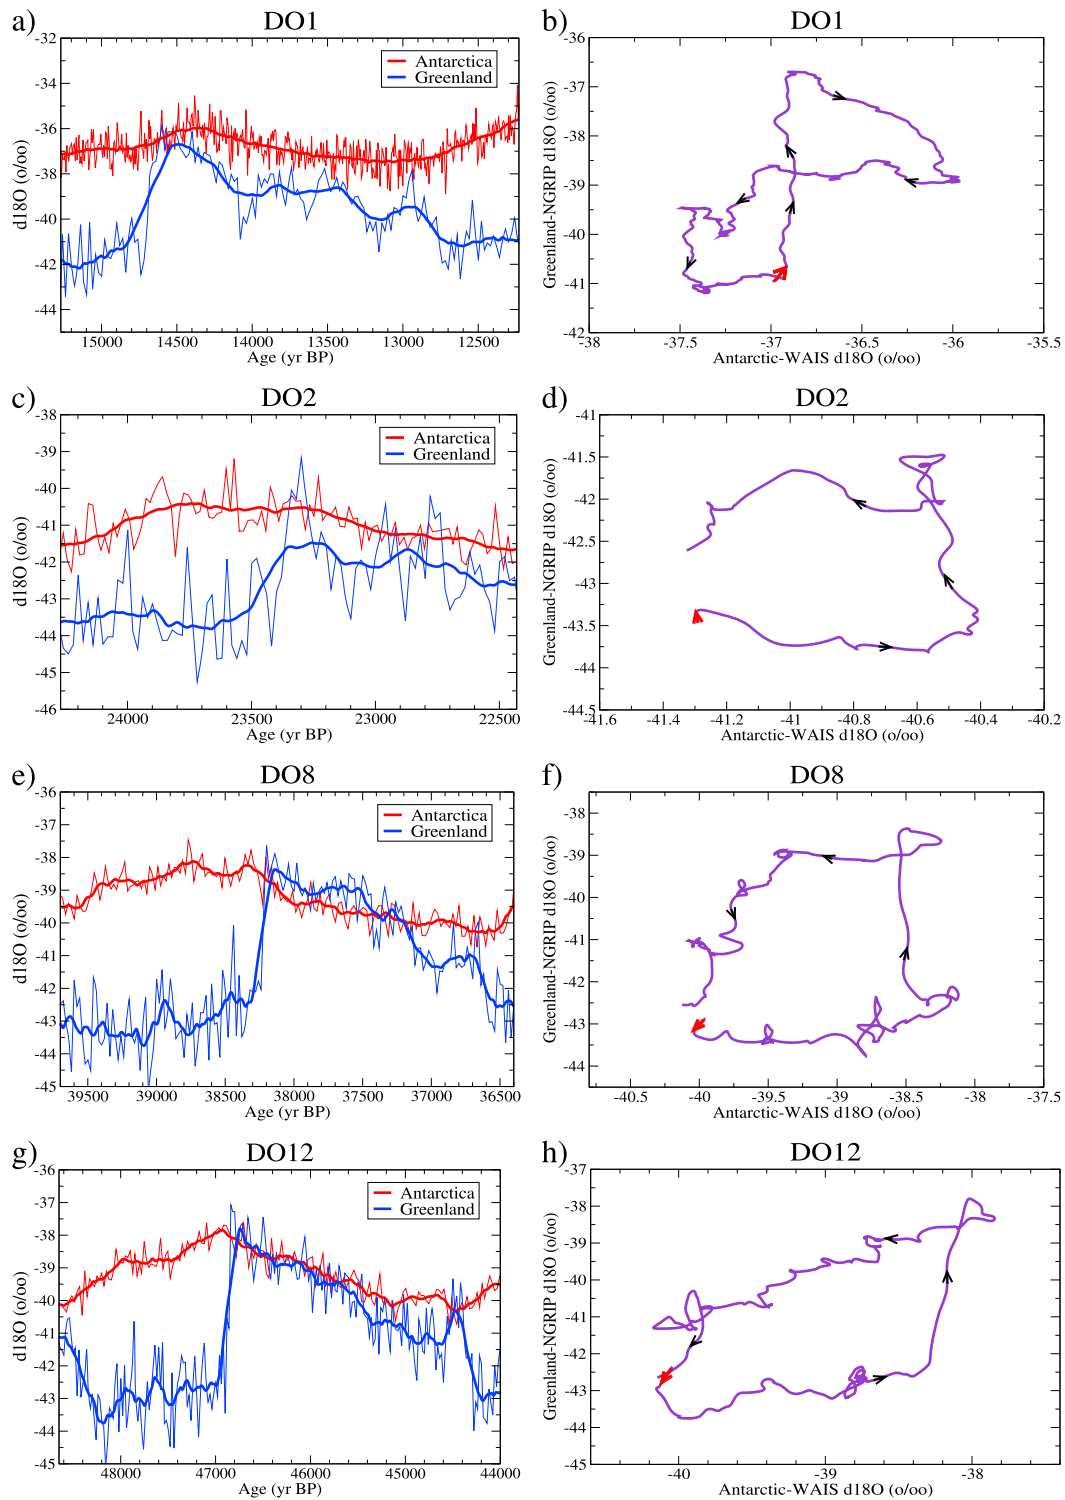 a) DO1
-32
-34
-36
-38
-40
-42
-44
d18O (o/oo)
Antarctica
Greenland
15000 14500 14000 13500 13000 12500
Age (yr BP)
b) DO1
-36
-37
-38
-39
-40
-41
-42
Greenland-NGRIP d18O (o/oo)
-38 -37.5 -37 -36.5 -36 -35.5
Antarctic-WAIS d18O (o/oo)
c) DO2
-38
-39
-40
-41
-42
-43
-44
-45
-46
d18O (o/oo)
Antarctica
Greenland
24000 23500 23000 22500
Age (yr BP)
d) DO2
-41
-41.5
-42
-42.5
-43
-43.5
-44
-44.5
Greenland-NGRIP d18O (o/oo)
-41.6 -41.4 -41.2 -41 -40.8 -40.6 -40.4 -40.2
Antarctic-WAIS d18O (o/oo)
e) DO8
-36
-37
-38
-39
-40
-41
-42
-43
-44
-45
d18O (o/oo)
Antarctica
Greenland
39500 39000 38500 38000 37500 37000 36500
Age (yr BP)
f) DO8
-38
-39
-40
-41
-42
-43
-44
Greenland-NGRIP d18O (o/oo)
-40.5 -40 -39.5 -39 -38.5 -38 -37.5
Antarctic-WAIS d18O (o/oo)
g) DO12
-36
-37
-38
-39
-40
-41
-42
-43
-44
-45
d18O (o/oo)
Antarctica
Greenland
48000 47000 46000 45000 44000
Age (yr BP)
h) DO12
-37
-38
-39
-40
-41
-42
-43
-44
-45
Greenland-NGRIP d18O (o/oo)
-40 -39 -38
Antarctic-WAIS d18O (o/oo)